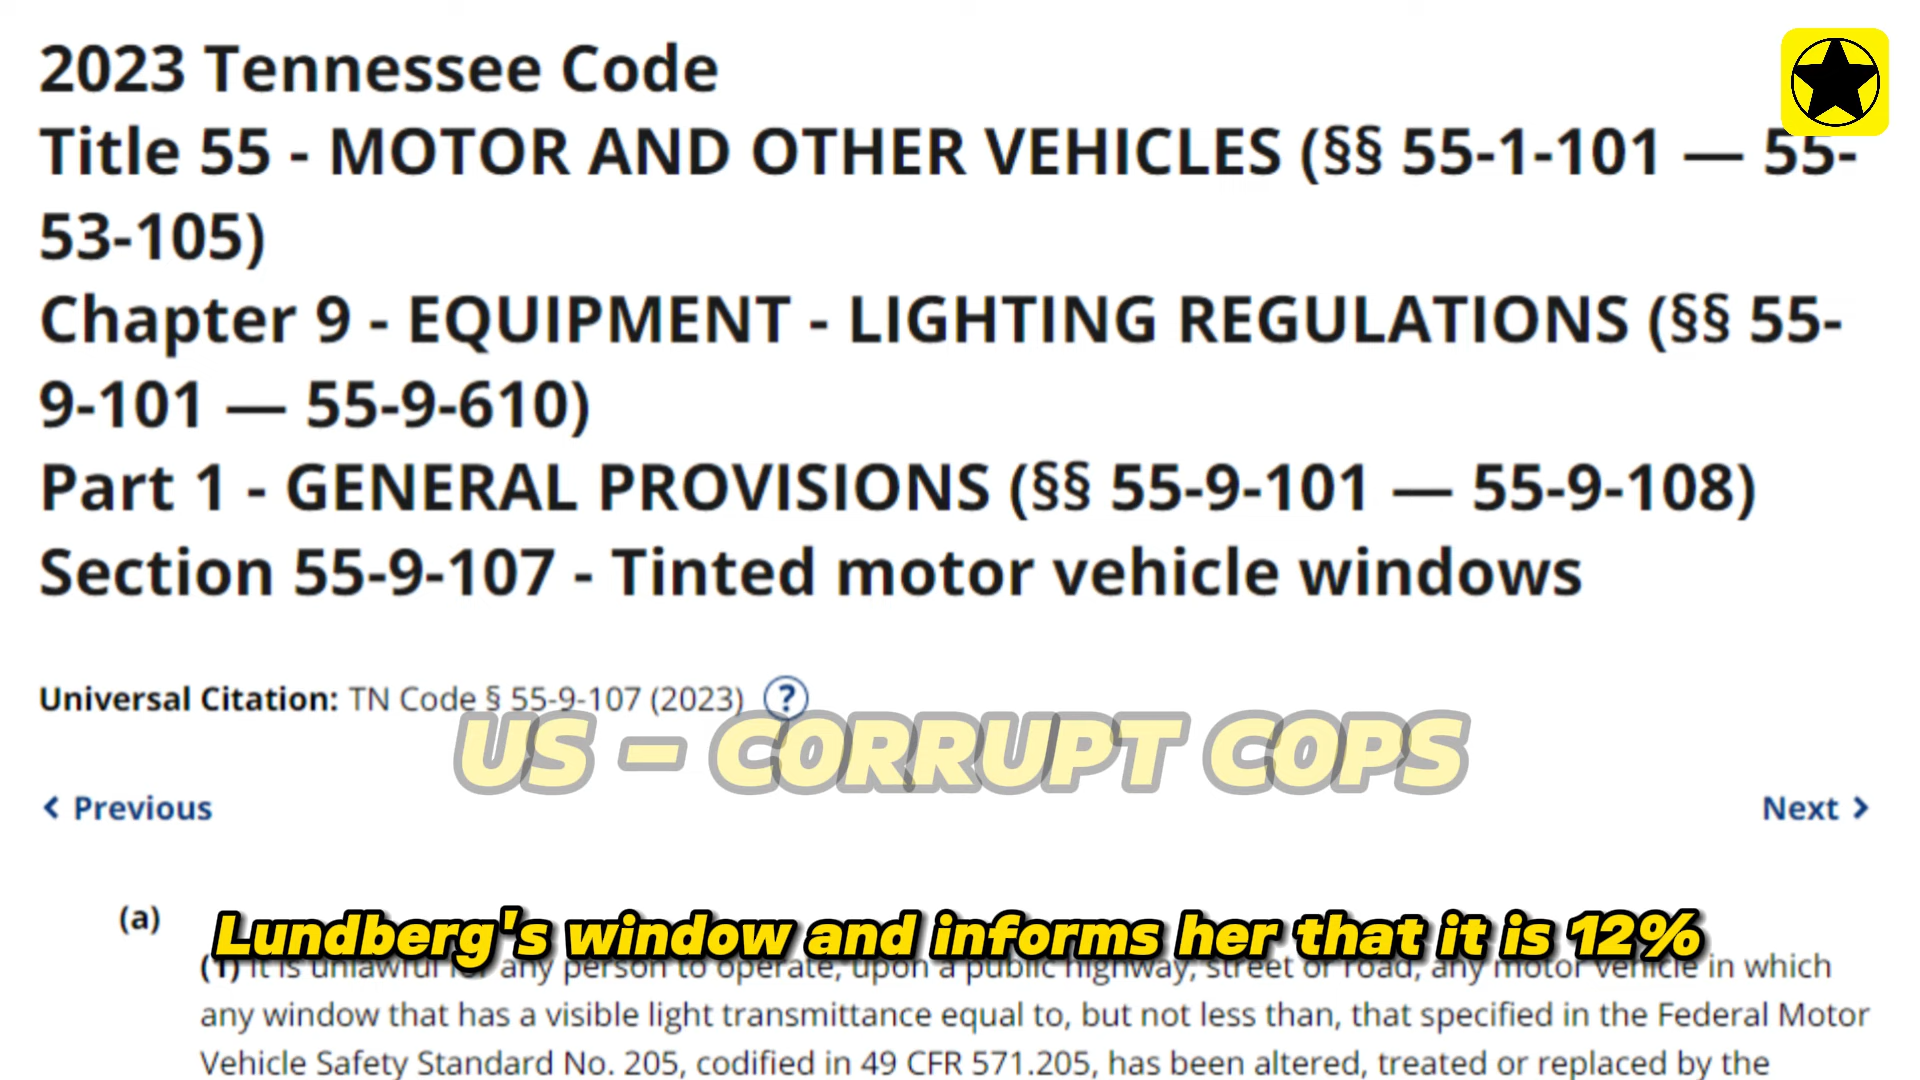 2023 Tennessee Code
Title 55 - MOTOR AND OTHER VEHICLES (§§ 55-1-101 — 55-
53-105)
Chapter 9 - EQUIPMENT - LIGHTING REGULATIONS (§§ 55-
9-101 — 55-9-610)
Part 1 - GENERAL PROVISIONS (§§ 55-9-101 — 55-9-108)
Section 55-9-107 - Tinted motor vehicle windows
Universal Citation: TN Code § 55-9-107 (2023) ?
US - CORRUPT COPS
Previous
Next
(a)
Lundberg's window and informs her that it is 12%
(1) It is unlawful for any person to operate, upon a public highway, street or road, any motor vehicle in which
any window that has a visible light transmittance equal to, but not less than, that specified in the Federal Motor
Vehicle Safety Standard No. 205, codified in 49 CFR 571.205, has been altered, treated or replaced by the